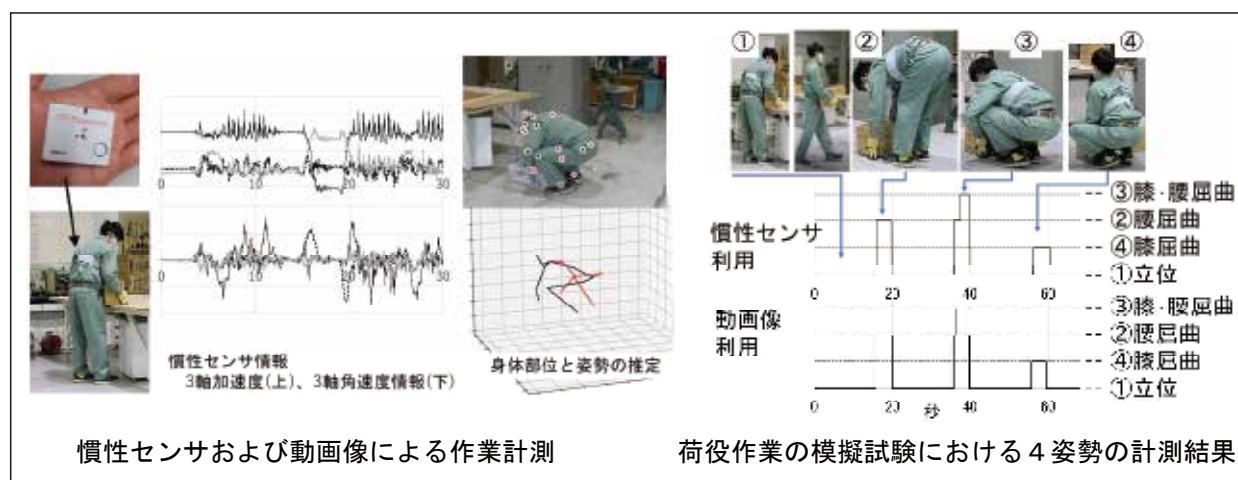 0
10
20
30
0
10
20
30
慣性センサ情報
3軸加速度(上)、3軸角速度情報(下)
身体部位と姿勢の推定
慣性センサおよび動画像による作業計測
① ② ③ ④
慣性センサ
利用
③膝・腰屈曲
②腰屈曲
④膝屈曲
①立位
0 20 40 60
動画像
利用
③膝・腰屈曲
②腰屈曲
④膝屈曲
①立位
0 20 秒 40 60
荷役作業の模擬試験における4姿勢の計測結果